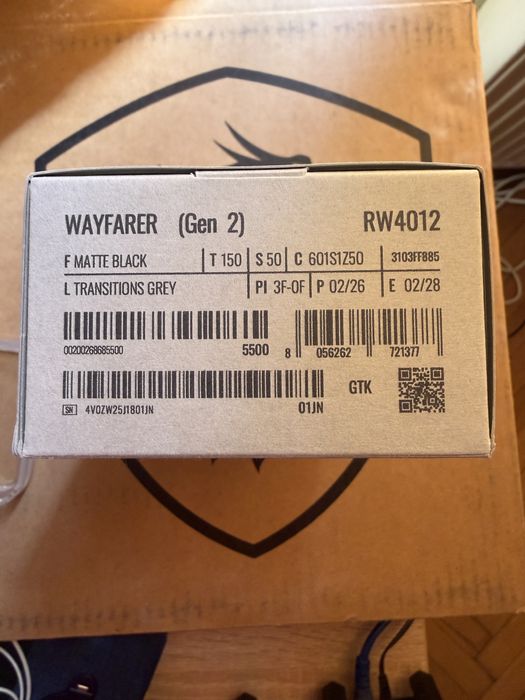 WAYFARER (Gen 2) RW4012
F MATTE BLACK T 150 S 50 C 601S1Z50 3103FF885
L TRANSITIONS GREY PI 3F-0F P 02/26 E 02/28
00200268685500 5500 8 056262 721377
SN 4V0ZW25J1801JN 01JN GTK